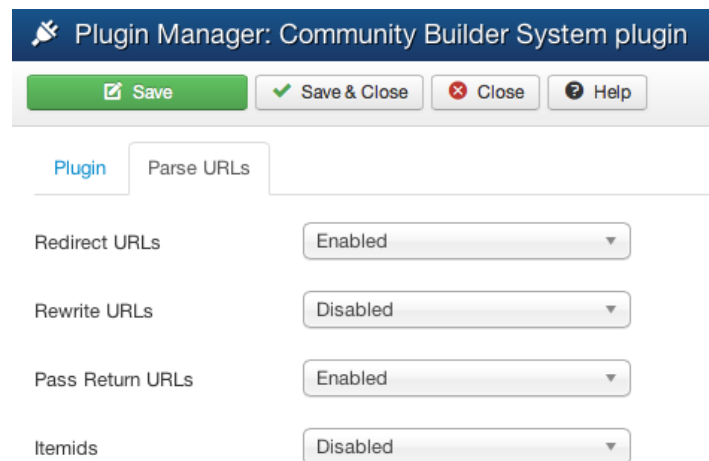 Plugin Manager: Community Builder System plugin
Save Save & Close Close Help
Plugin Parse URLs
Redirect URLs Enabled
Rewrite URLs Disabled
Pass Return URLs Enabled
Itemids Disabled